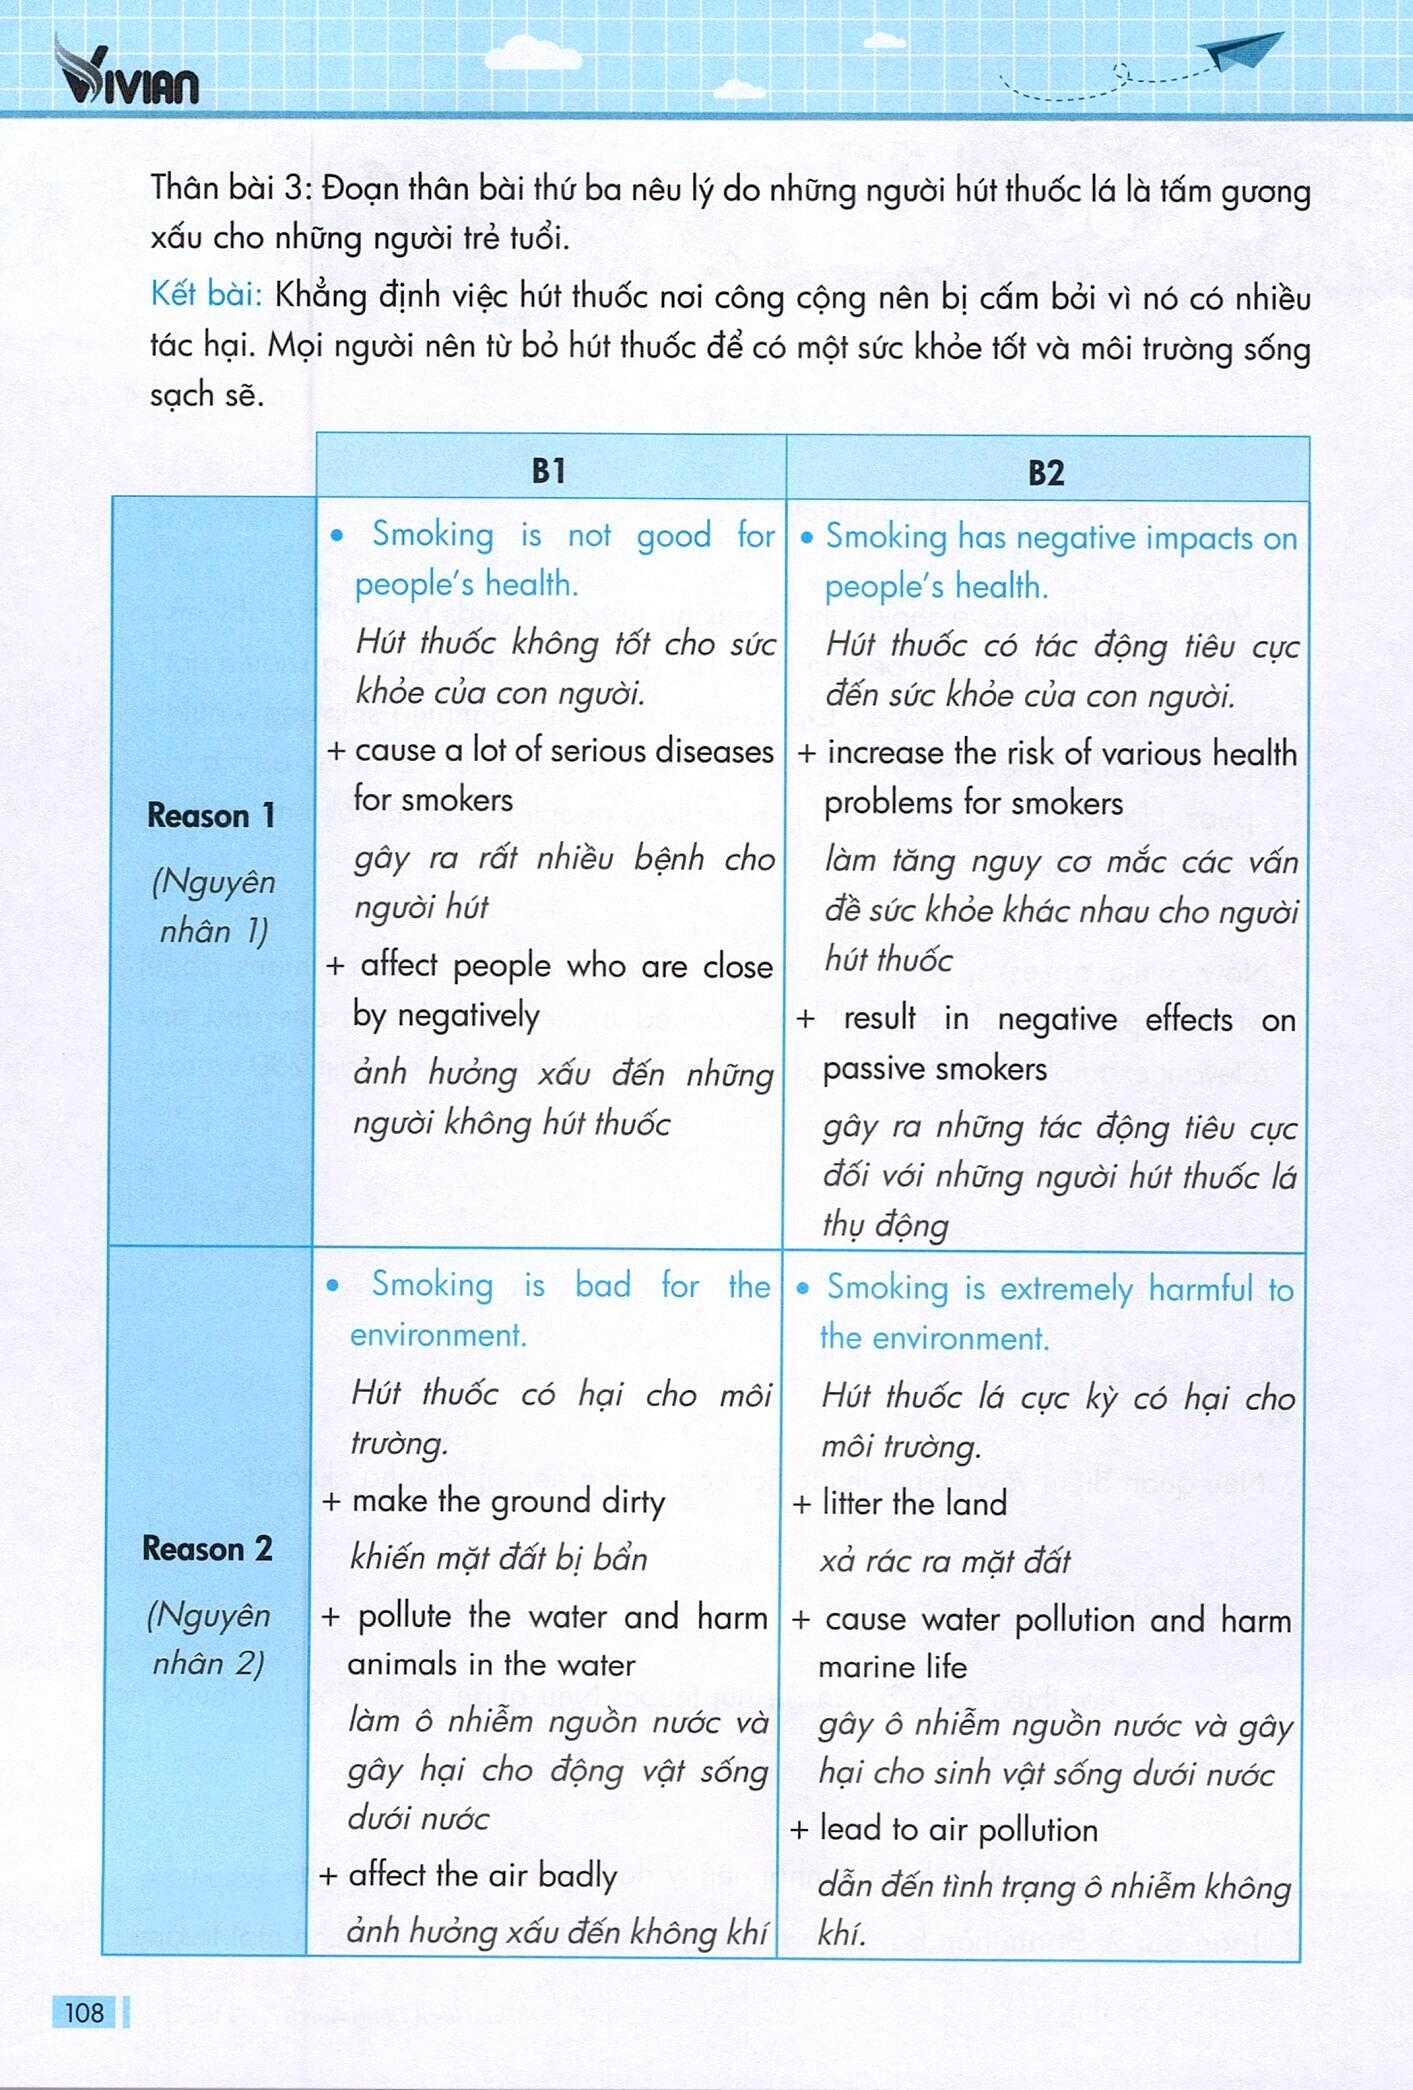 VIVIAN
Thân bài 3: Đoạn thân bài thứ ba nêu lý do những người hút thuốc lá là tấm gương
xấu cho những người trẻ tuổi.
Kết bài: Khẳng định việc hút thuốc nơi công cộng nên bị cấm bởi vì nó có nhiều
tác hại. Mọi người nên từ bỏ hút thuốc để có một sức khỏe tốt và môi trường sống
sạch sẽ.
B1
B2
Reason 1
(Nguyên
nhân 1)
• Smoking is not good for
people's health.
Hút thuốc không tốt cho sức
khỏe của con người.
+ cause a lot of serious diseases
for smokers
gây ra rất nhiều bệnh cho
người hút
+ affect people who are close
by negatively
ảnh hưởng xấu đến những
người không hút thuốc
• Smoking has negative impacts on
people's health.
Hút thuốc có tác động tiêu cực
đến sức khỏe của con người.
+ increase the risk of various health
problems for smokers
làm tăng nguy cơ mắc các vấn
đề sức khỏe khác nhau cho người
hút thuốc
+ result in negative effects on
passive smokers
gây ra những tác động tiêu cực
đối với những người hút thuốc lá
thụ động
Reason 2
(Nguyên
nhân 2)
• Smoking is bad for the
environment.
Hút thuốc có hại cho môi
trường.
+ make the ground dirty
khiến mặt đất bị bẩn
+ pollute the water and harm
animals in the water
làm ô nhiễm nguồn nước và
gây hại cho động vật sống
dưới nước
+ affect the air badly
ảnh hưởng xấu đến không khí
• Smoking is extremely harmful to
the environment.
Hút thuốc lá cực kỳ có hại cho
môi trường.
+ litter the land
xả rác ra mặt đất
+ cause water pollution and harm
marine life
gây ô nhiễm nguồn nước và gây
hại cho sinh vật sống dưới nước
+ lead to air pollution
dẫn đến tình trạng ô nhiễm không
khí.
108